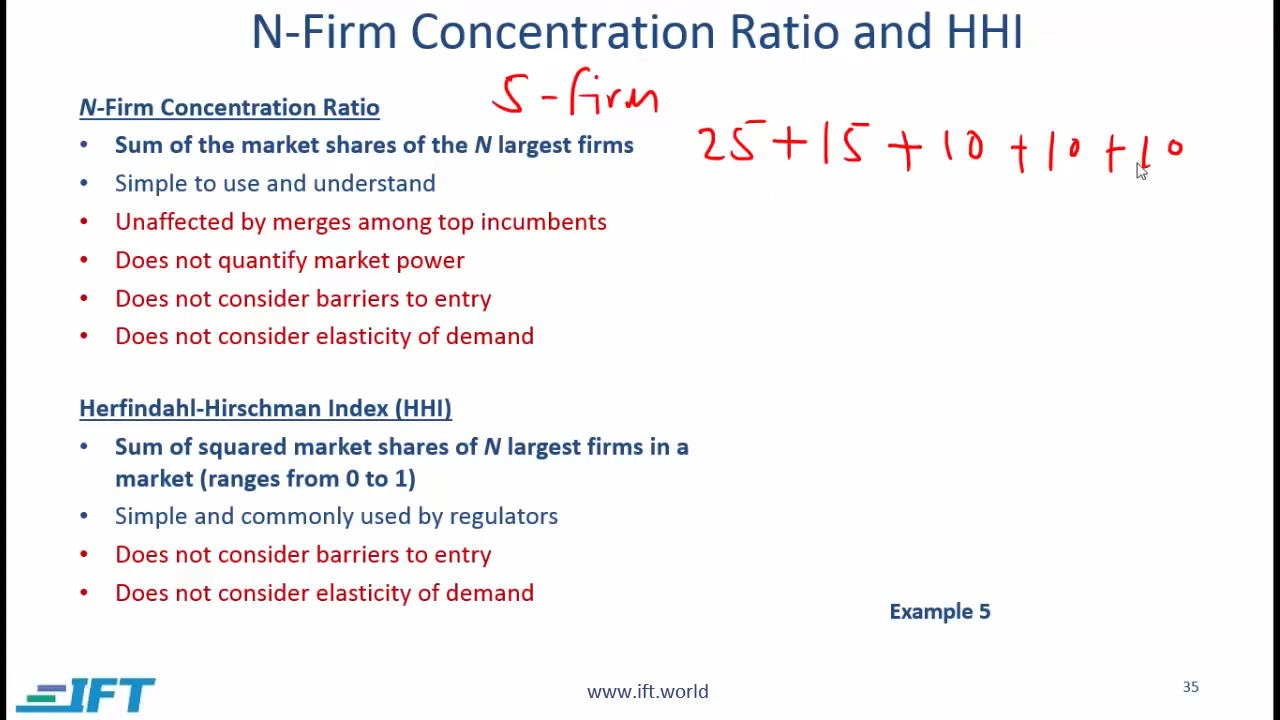 N-Firm Concentration Ratio and HHI
5-firm
25 + 15 + 10 + 10 + 10
N-Firm Concentration Ratio
• Sum of the market shares of the N largest firms
• Simple to use and understand
• Unaffected by merges among top incumbents
• Does not quantify market power
• Does not consider barriers to entry
• Does not consider elasticity of demand
Herfindahl-Hirschman Index (HHI)
• Sum of squared market shares of N largest firms in a
market (ranges from 0 to 1)
• Simple and commonly used by regulators
• Does not consider barriers to entry
• Does not consider elasticity of demand
Example 5
IFT
www.ift.world
35